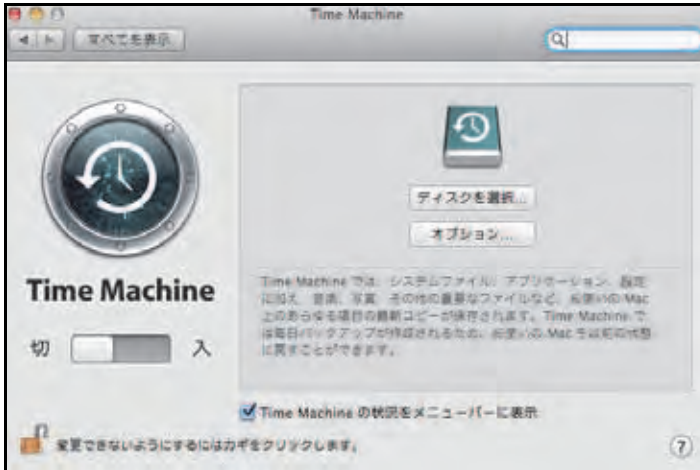 Time Machine
すべてを表示
ディスクを選択...
オプション...
Time Machine では、システムファイル、アプリケーション、設定
に加え、音楽、写真、その他の重要なファイルなど、お使いの Mac
上のあらゆる項目の最新コピーが保存されます。Time Machine で
は毎日バックアップが作成されるため、お使いの Mac を以前の状態
に戻すことができます。
Time Machine
切 入
Time Machine の状況をメニューバーに表示
変更できないようにするにはカギをクリックします。
?